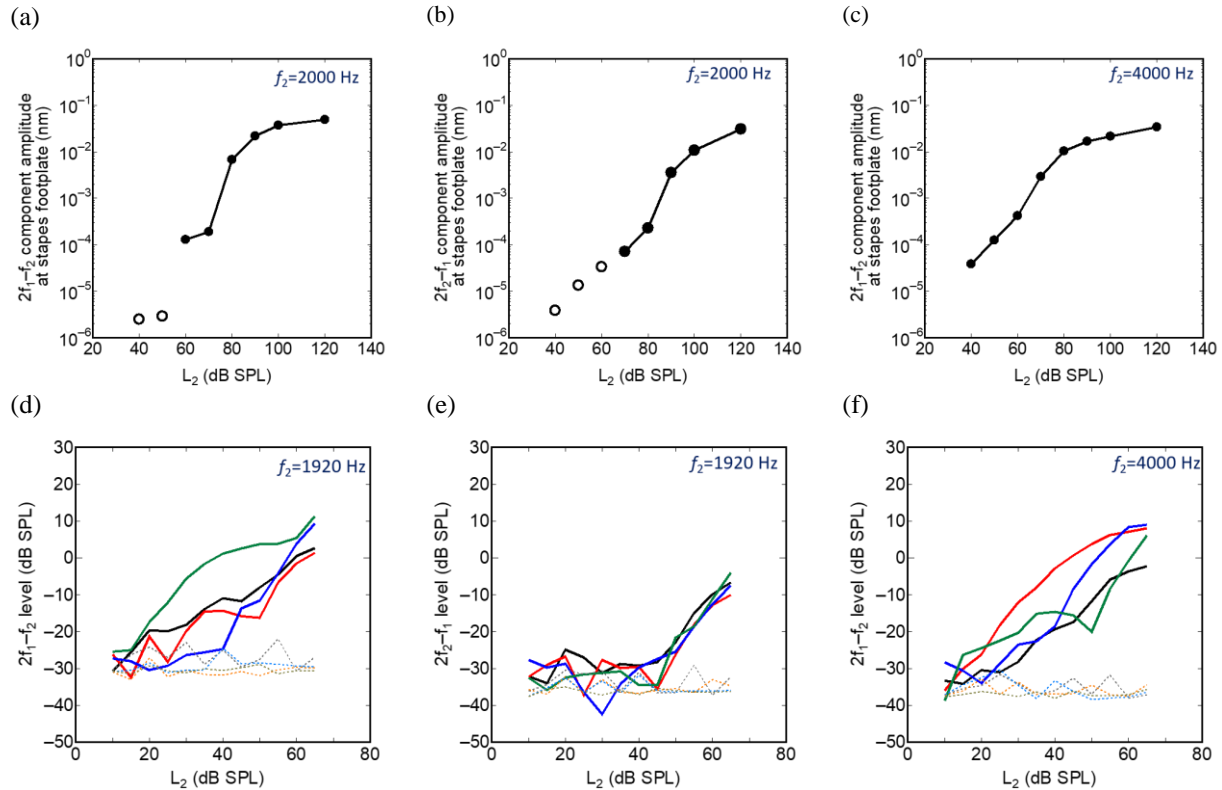 (a)
(b)
(c)
10⁰
10⁻¹
10⁻²
10⁻³
10⁻⁴
10⁻⁵
10⁻⁶
2f₁–f₂ component amplitude
at stapes footplate (nm)
f₂=2000 Hz
20 40 60 80 100 120 140
L₂ (dB SPL)
10⁰
10⁻¹
10⁻²
10⁻³
10⁻⁴
10⁻⁵
10⁻⁶
2f₂–f₁ component amplitude
at stapes footplate (nm)
f₂=2000 Hz
20 40 60 80 100 120 140
L₂ (dB SPL)
10⁰
10⁻¹
10⁻²
10⁻³
10⁻⁴
10⁻⁵
10⁻⁶
2f₁–f₂ component amplitude
at stapes footplate (nm)
f₂=4000 Hz
20 40 60 80 100 120 140
L₂ (dB SPL)
(d)
(e)
(f)
30
20
10
0
–10
–20
–30
–40
–50
2f₁–f₂ level (dB SPL)
f₂=1920 Hz
0 20 40 60 80
L₂ (dB SPL)
30
20
10
0
–10
–20
–30
–40
–50
2f₂–f₁ level (dB SPL)
f₂=1920 Hz
0 20 40 60 80
L₂ (dB SPL)
30
20
10
0
–10
–20
–30
–40
–50
2f₁–f₂ level (dB SPL)
f₂=4000 Hz
0 20 40 60 80
L₂ (dB SPL)